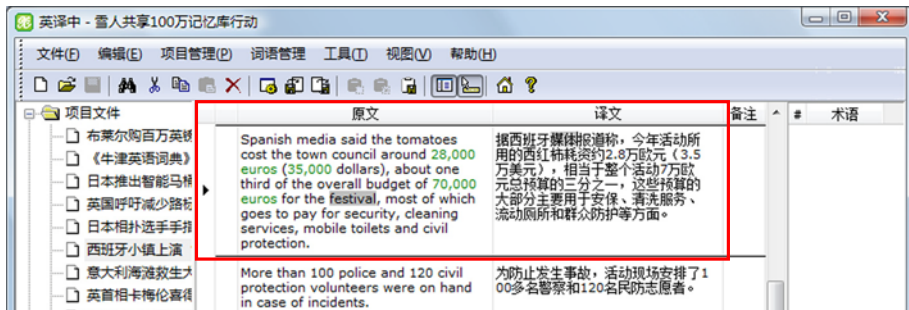 英译中 - 雪人共享100万记忆库行动
文件(F) 编辑(E) 项目管理(P) 词语管理 工具(T) 视图(V) 帮助(H)
项目文件
布莱尔购百万英镑
《牛津英语词典》
日本推出智能马桶
英国呼吁减少路标
日本相扑选手手指
西班牙小镇上演
意大利海滩救生犬
英首相卡梅伦喜得
原文 译文 备注 # 术语
Spanish media said the tomatoes
cost the town council around 28,000
euros (35,000 dollars), about one
third of the overall budget of 70,000
euros for the festival, most of which
goes to pay for security, cleaning
services, mobile toilets and civil
protection.
据西班牙媒体报道称，今年活动所
用的西红柿耗资约2.8万欧元（3.5
万美元），相当于整个活动7万欧
元总预算的三分之一，这些预算的
大部分主要用于安保、清洗服务、
流动厕所和群众防护等方面。
More than 100 police and 120 civil
protection volunteers were on hand
in case of incidents.
为防止发生事故，活动现场安排了1
00多名警察和120名民防志愿者。